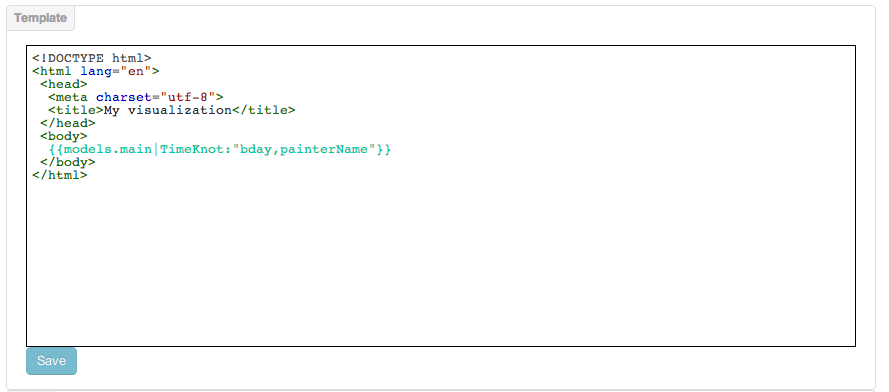 Template
<!DOCTYPE html>
<html lang="en">
<head>
<meta charset="utf-8">
<title>My visualization</title>
</head>
<body>
{{models.main|TimeKnot:"bday,painterName"}}
</body>
</html>
Save